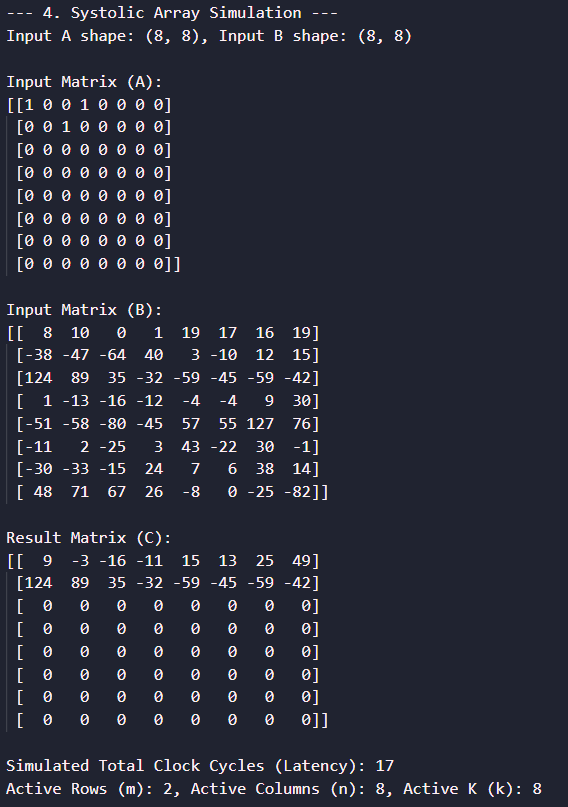 --- 4. Systolic Array Simulation ---
Input A shape: (8, 8), Input B shape: (8, 8)

Input Matrix (A):
[[1 0 0 1 0 0 0 0]
 [0 0 1 0 0 0 0 0]
 [0 0 0 0 0 0 0 0]
 [0 0 0 0 0 0 0 0]
 [0 0 0 0 0 0 0 0]
 [0 0 0 0 0 0 0 0]
 [0 0 0 0 0 0 0 0]
 [0 0 0 0 0 0 0 0]]

Input Matrix (B):
[[  8  10   0   1  19  17  16  19]
 [-38 -47 -64  40   3 -10  12  15]
 [124  89  35 -32 -59 -45 -59 -42]
 [  1 -13 -16 -12  -4  -4   9  30]
 [-51 -58 -80 -45  57  55 127  76]
 [-11   2 -25   3  43 -22  30  -1]
 [-30 -33 -15  24   7   6  38  14]
 [ 48  71  67  26  -8   0 -25 -82]]

Result Matrix (C):
[[  9  -3 -16 -11  15  13  25  49]
 [124  89  35 -32 -59 -45 -59 -42]
 [  0   0   0   0   0   0   0   0]
 [  0   0   0   0   0   0   0   0]
 [  0   0   0   0   0   0   0   0]
 [  0   0   0   0   0   0   0   0]
 [  0   0   0   0   0   0   0   0]
 [  0   0   0   0   0   0   0   0]]

Simulated Total Clock Cycles (Latency): 17
Active Rows (m): 2, Active Columns (n): 8, Active K (k): 8